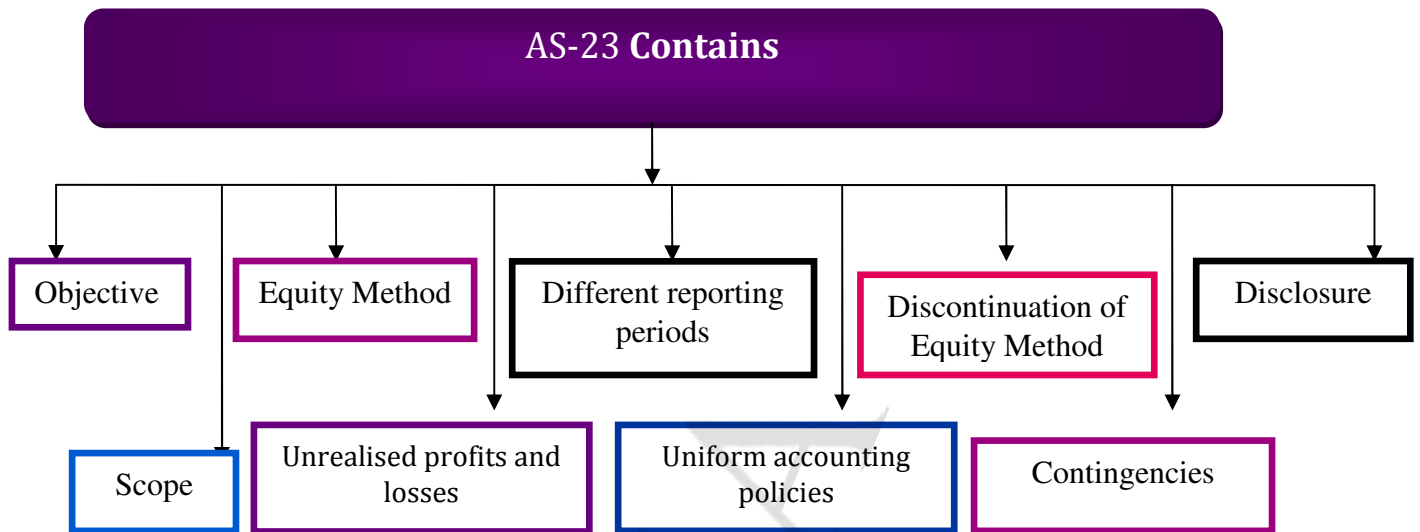 AS-23 Contains
Objective
Equity Method
Different reporting
periods
Discontinuation of
Equity Method
Disclosure
Scope
Unrealised profits and
losses
Uniform accounting
policies
Contingencies